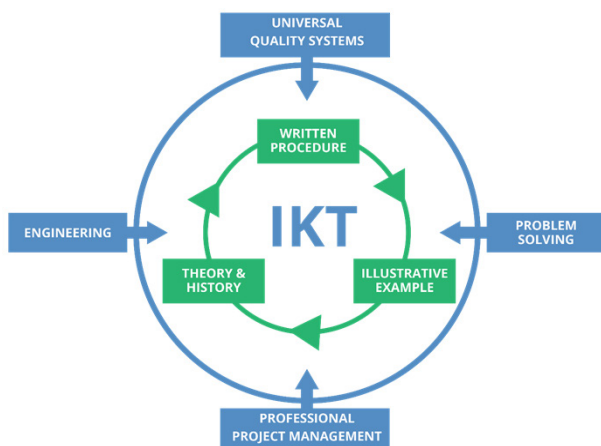 UNIVERSAL
QUALITY SYSTEMS
WRITTEN
PROCEDURE
IKT
ENGINEERING
PROBLEM
SOLVING
THEORY &
HISTORY
ILLUSTRATIVE
EXAMPLE
PROFESSIONAL
PROJECT MANAGEMENT